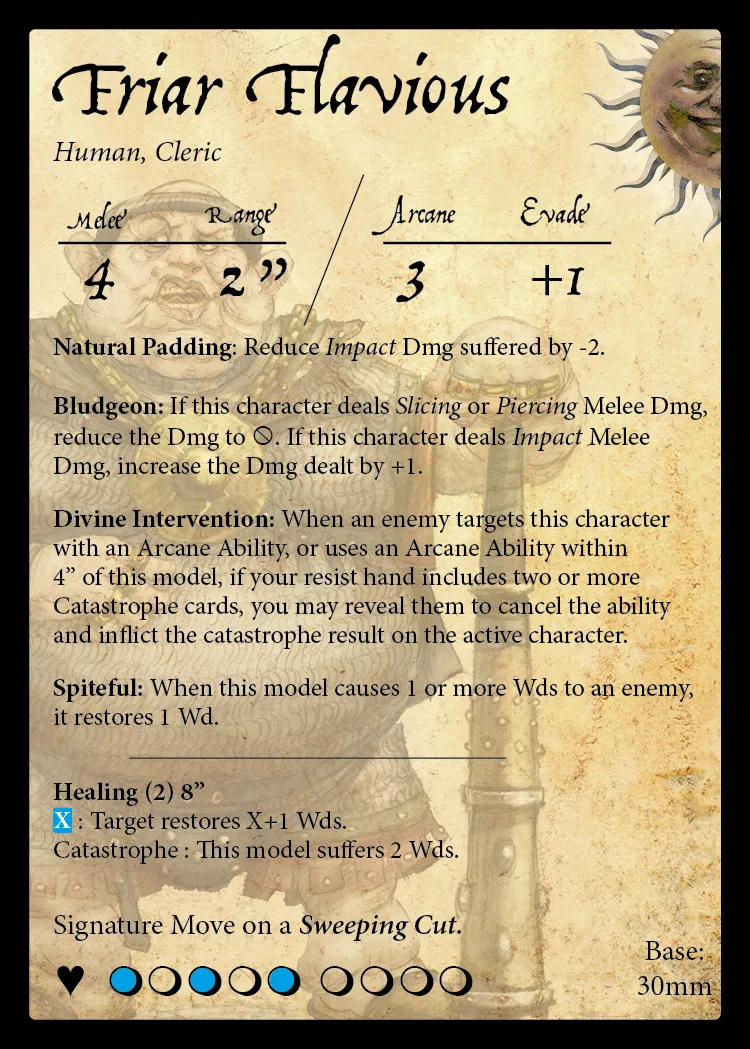 Friar Flavious
Human, Cleric
Melee Range Arcane Evade
4 2” 3 +1
Natural Padding: Reduce Impact Dmg suffered by -2.
Bludgeon: If this character deals Slicing or Piercing Melee Dmg,
reduce the Dmg to ⃠. If this character deals Impact Melee
Dmg, increase the Dmg dealt by +1.
Divine Intervention: When an enemy targets this character
with an Arcane Ability, or uses an Arcane Ability within
4” of this model, if your resist hand includes two or more
Catastrophe cards, you may reveal them to cancel the ability
and inflict the catastrophe result on the active character.
Spiteful: When this model causes 1 or more Wds to an enemy,
it restores 1 Wd.
Healing (2) 8”
X : Target restores X+1 Wds.
Catastrophe : This model suffers 2 Wds.
Signature Move on a Sweeping Cut.
Base:
30mm